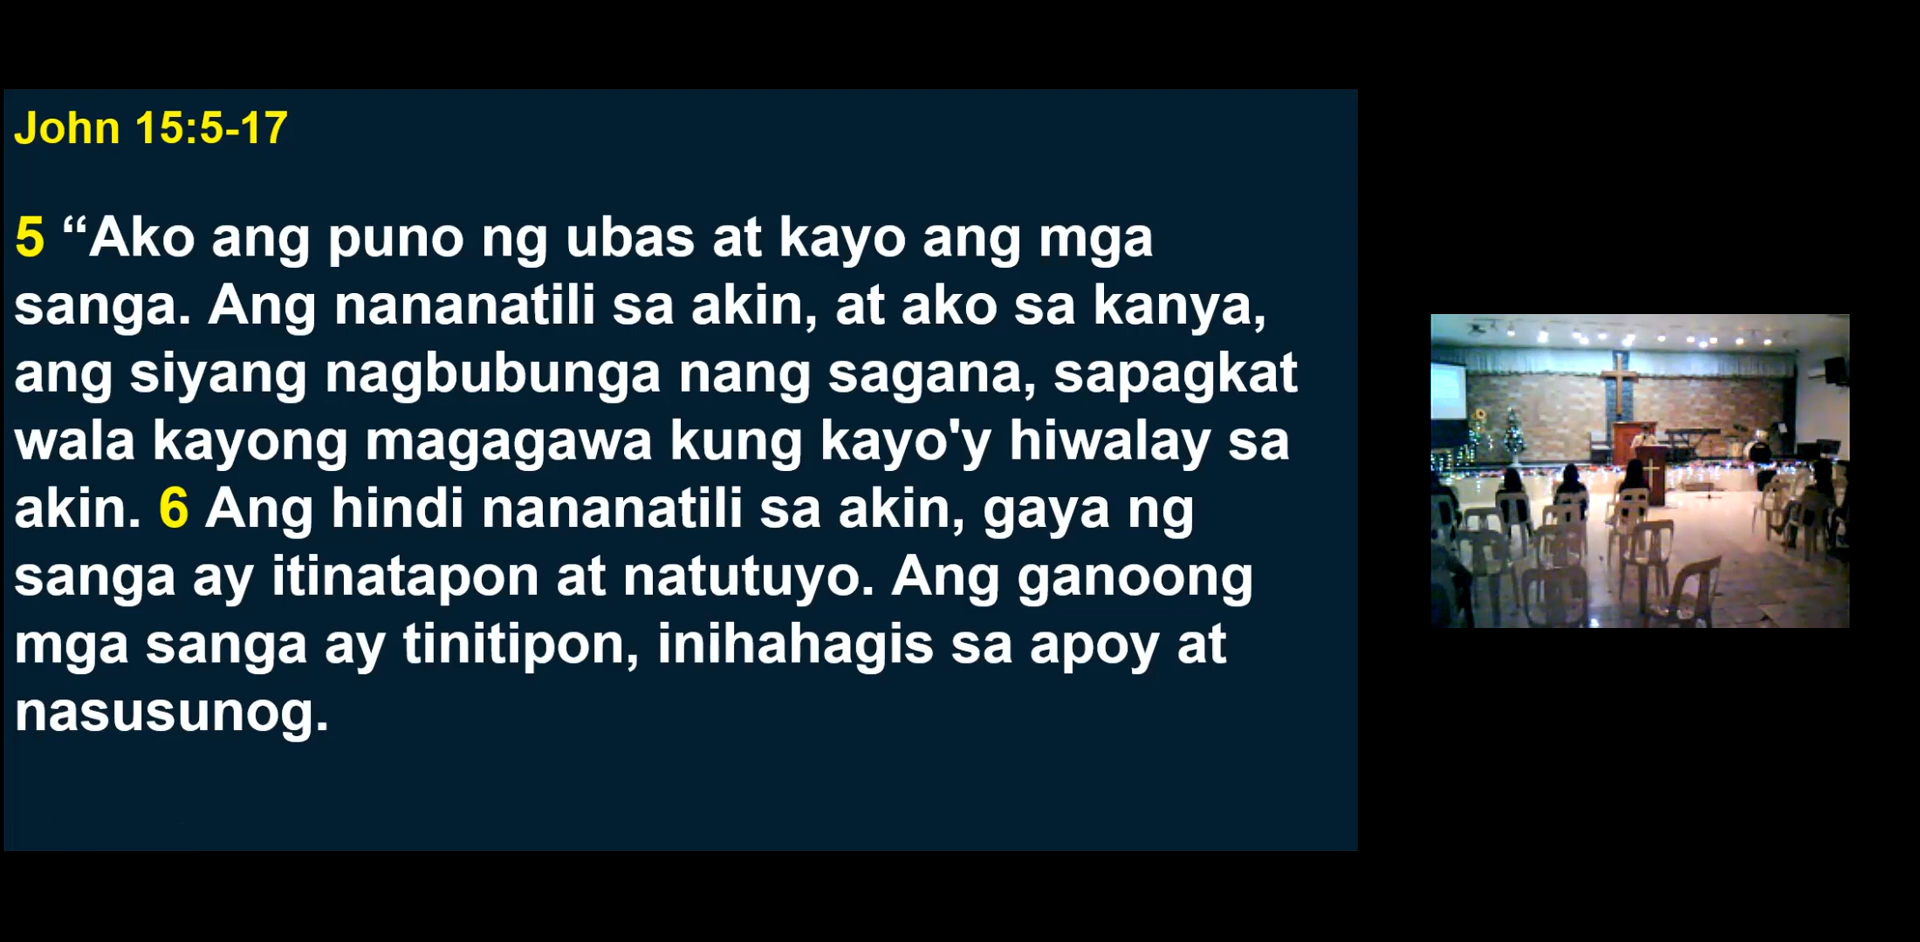 John 15:5-17
5 “Ako ang puno ng ubas at kayo ang mga
sanga. Ang nananatili sa akin, at ako sa kanya,
ang siyang nagbubunga nang sagana, sapagkat
wala kayong magagawa kung kayo'y hiwalay sa
akin. 6 Ang hindi nananatili sa akin, gaya ng
sanga ay itinatapon at natutuyo. Ang ganoong
mga sanga ay tinitipon, inihahagis sa apoy at
nasusunog.